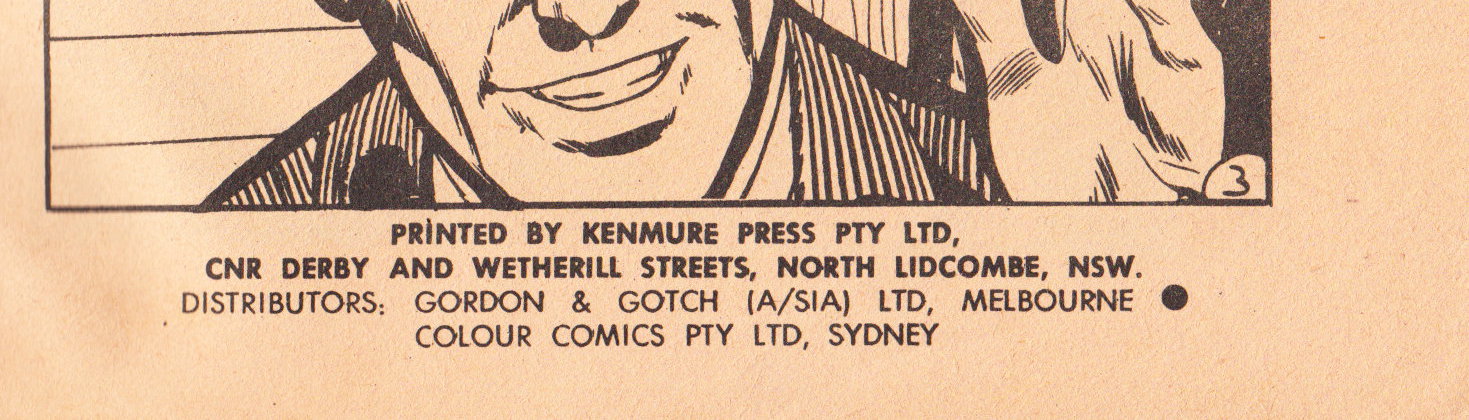 3
PRINTED BY KENMURE PRESS PTY LTD,
CNR DERBY AND WETHERILL STREETS, NORTH LIDCOMBE, NSW.
DISTRIBUTORS: GORDON & GOTCH (A/SIA) LTD, MELBOURNE ●
COLOUR COMICS PTY LTD, SYDNEY